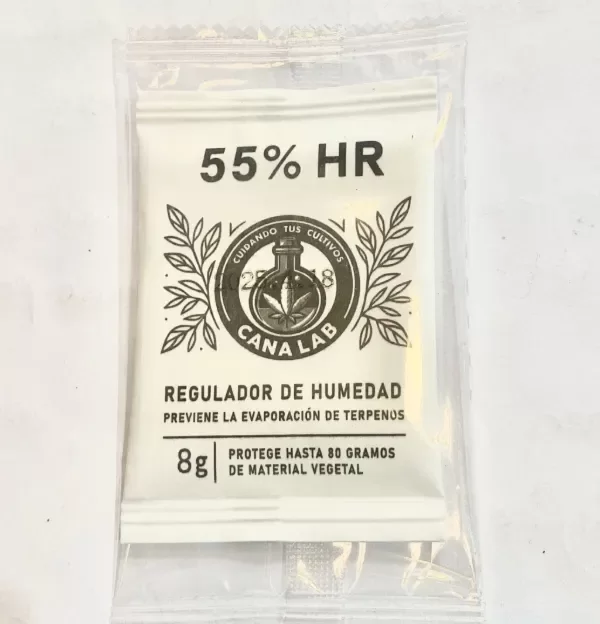 55% HR
CUIDANDO TUS CULTIVOS
CANA LAB
REGULADOR DE HUMEDAD
PREVIENE LA EVAPORACIÓN DE TERPENOS
8g
PROTEGE HASTA 80 GRAMOS
DE MATERIAL VEGETAL